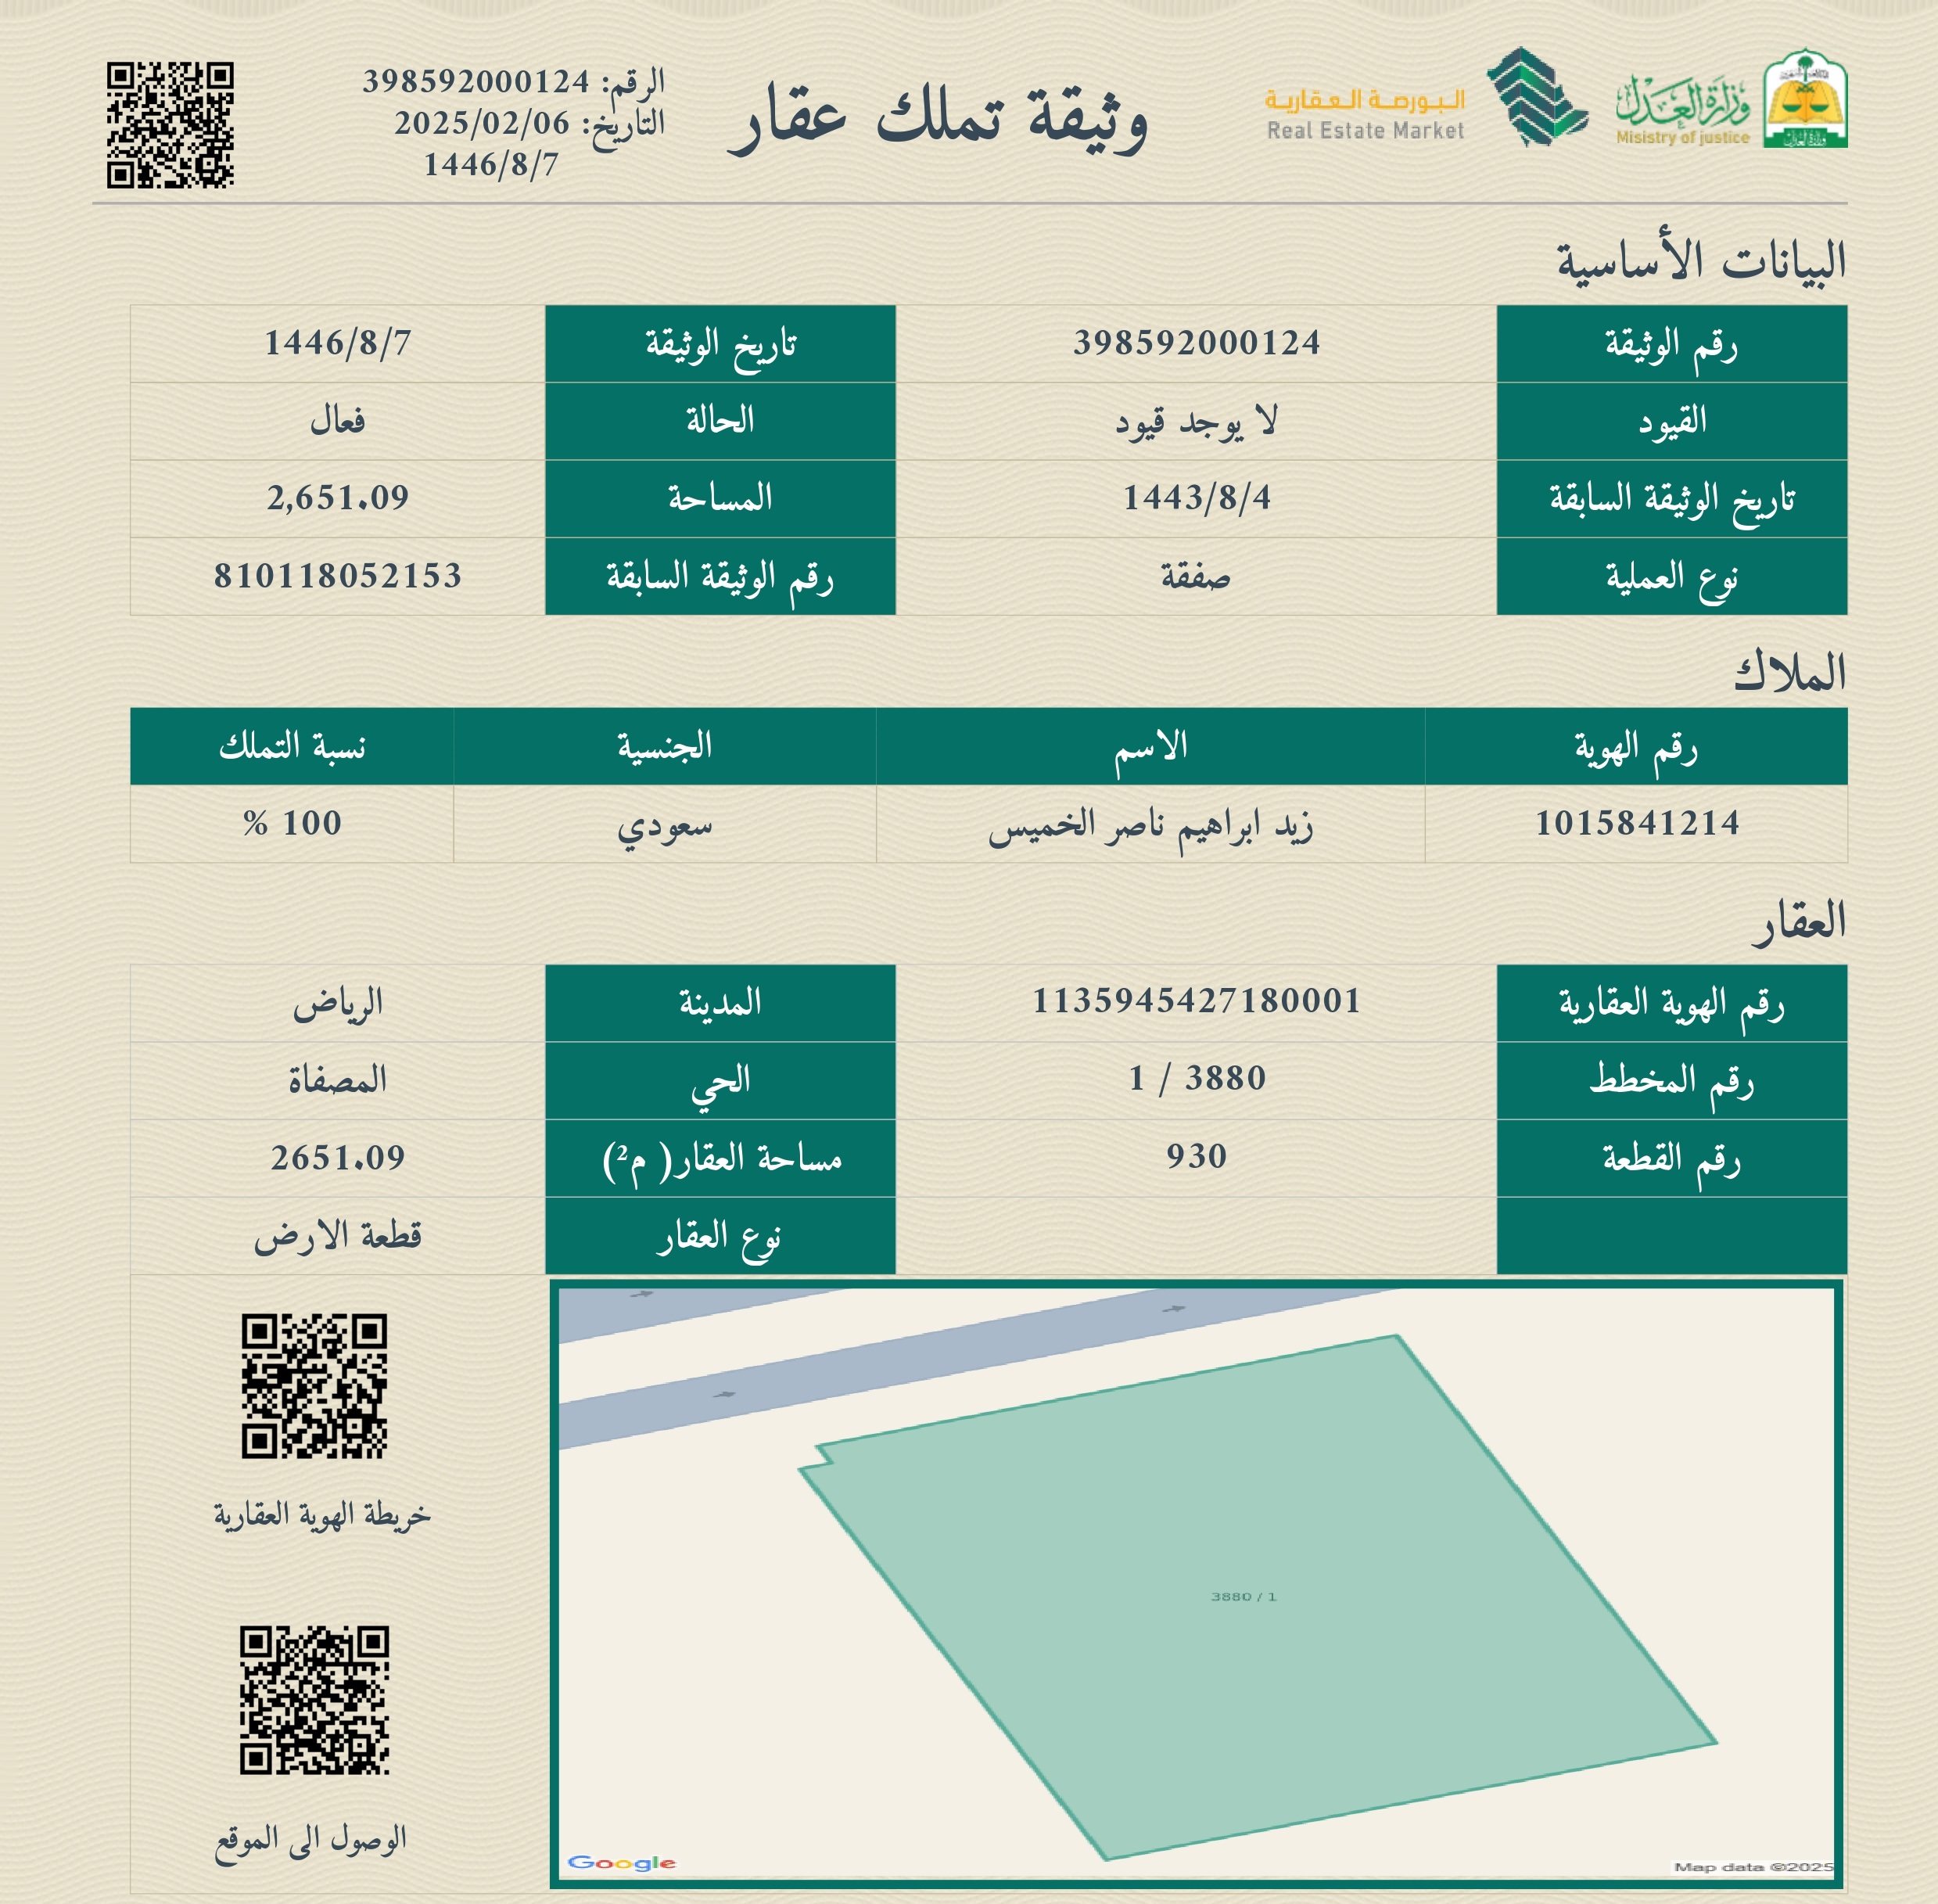 وزارة العدل
Misistry of justice
البورصة العقارية
Real Estate Market
وثيقة تملك عقار
الرقم: 398592000124
التاريخ: 2025/02/06
1446/8/7
البيانات الأساسية
رقم الوثيقة 398592000124 تاريخ الوثيقة 1446/8/7
القيود لا يوجد قيود الحالة فعال
تاريخ الوثيقة السابقة 1443/8/4 المساحة 2,651.09
نوع العملية صفقة رقم الوثيقة السابقة 810118052153
الملاك
رقم الهوية الاسم الجنسية نسبة التملك
1015841214 زيد ابراهيم ناصر الخميس سعودي 100 %
العقار
رقم الهوية العقارية 1135945427180001 المدينة الرياض
رقم المخطط 3880 / 1 الحي المصفاة
رقم القطعة 930 مساحة العقار( م²) 2651.09
نوع العقار قطعة الارض
3880 / 1
Google
Map data ©2025
خريطة الهوية العقارية
الوصول الى الموقع